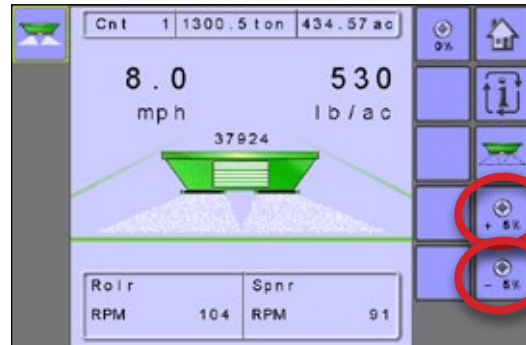 Cnt 1 1300.5 ton 434.57 ac
0%
8.0 530
mph lb/ac
37924
+ 5%
- 5%
Rolr Spnr
RPM 104 RPM 91